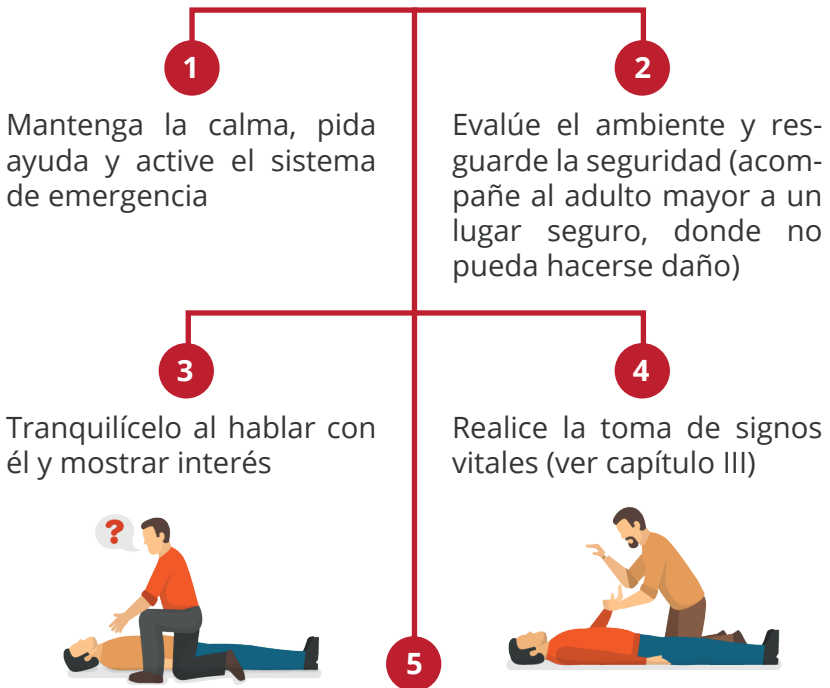 1
Mantenga la calma, pida
ayuda y active el sistema
de emergencia
2
Evalúe el ambiente y res-
guarde la seguridad (acom-
pañe al adulto mayor a un
lugar seguro, donde no
pueda hacerse daño)
3
Tranquilícelo al hablar con
él y mostrar interés
?
4
Realice la toma de signos
vitales (ver capítulo III)
5